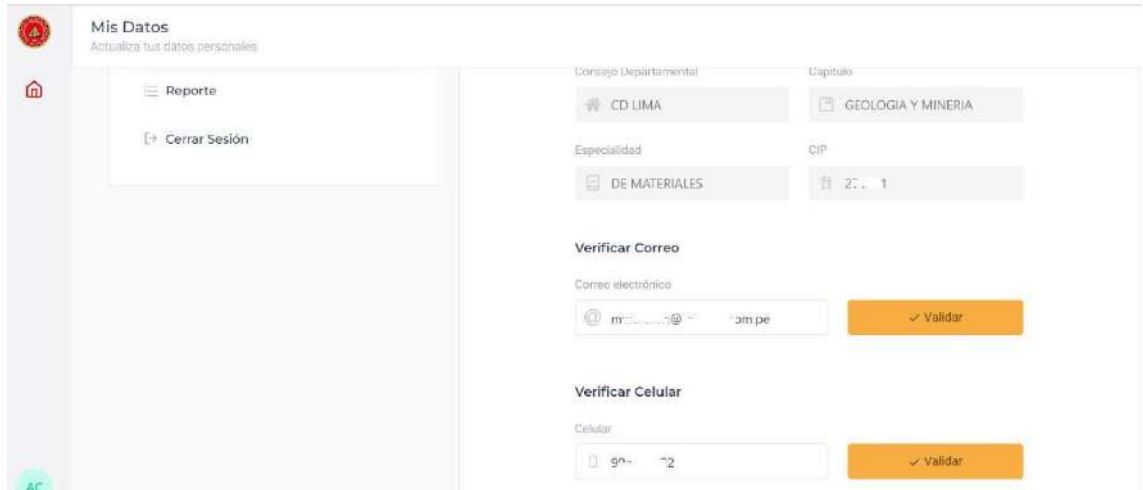 Mis Datos
Actualiza tus datos personales
Reporte
Cerrar Sesión
Consejo Departamental
Capitulo
CD LIMA
GEOLOGIA Y MINERIA
Especialidad
CIP
DE MATERIALES
Verificar Correo
Correo electrónico
Validar
Verificar Celular
Celular
Validar
AC